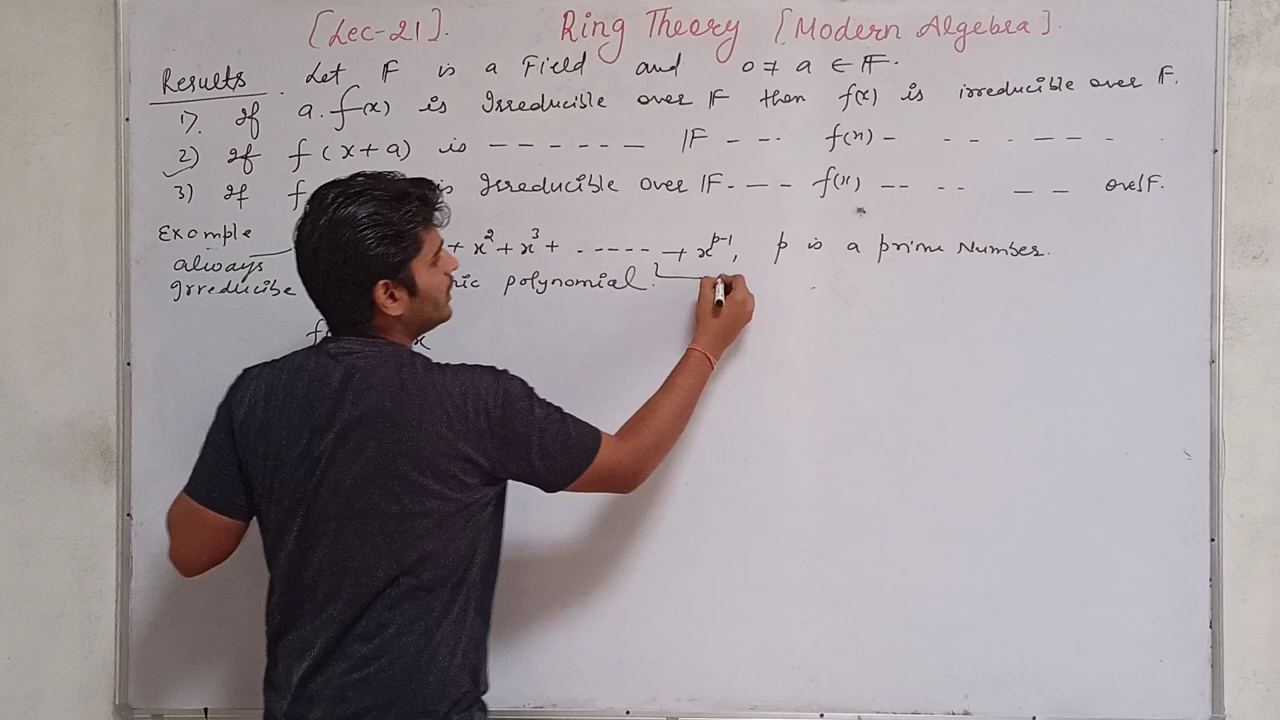 [Lec-21]. Ring Theory [Modern Algebra].
Results. Let F is a Field and 0 ≠ a ∈ F.
1). If a.f(x) is Irreducible over F then f(x) is irreducible over F.
2) If f(x+a) is - - - - - - F - - - f(x) - - - - - - -
3) If f is Irreducible over F - - - f(x) - - - - - - over F.
Example + x² + x³ + - - - - - + x^{p-1}, p is a prime Number.
always
Irreducibe ric polynomial.
f x